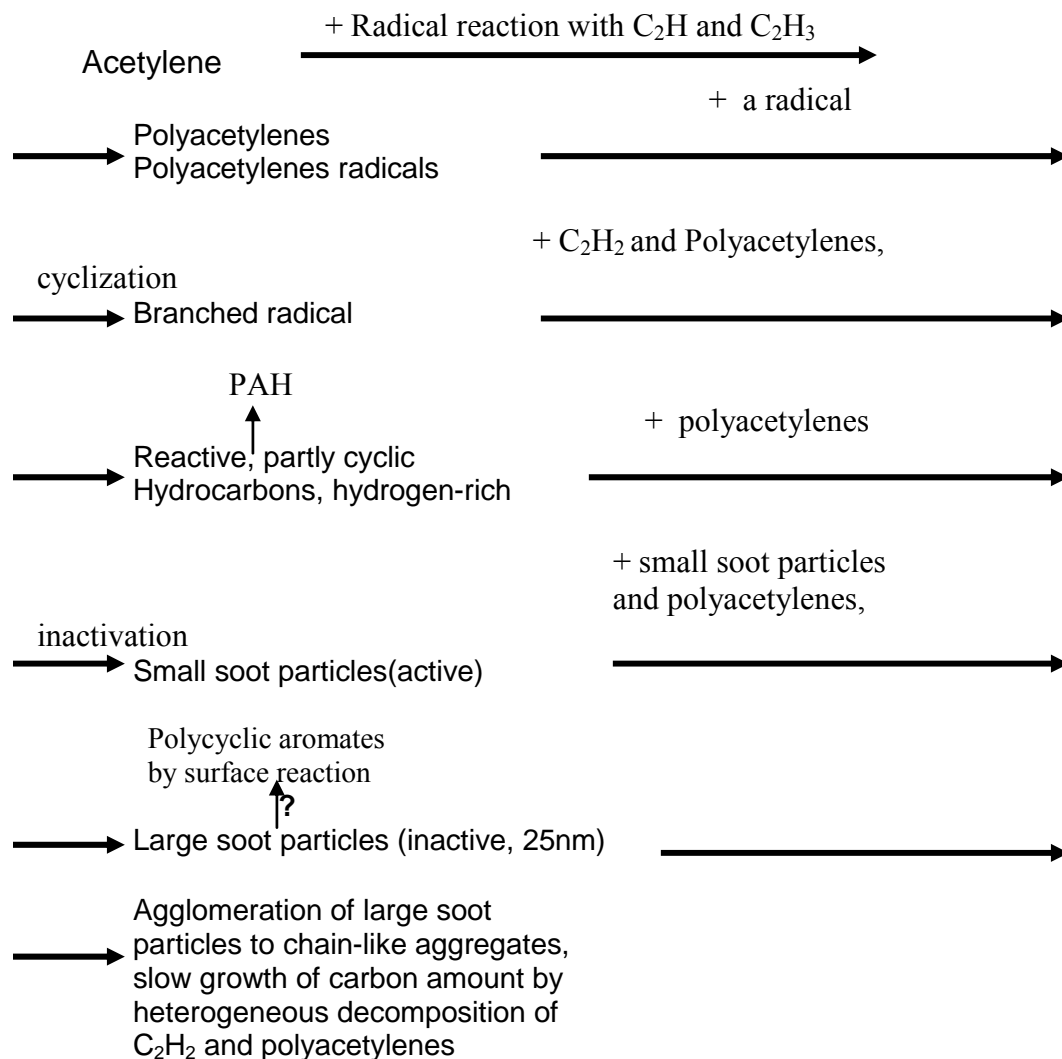 + Radical reaction with C₂H and C₂H₃
Acetylene
+ a radical
Polyacetylenes
Polyacetylenes radicals
+ C₂H₂ and Polyacetylenes,
cyclization
Branched radical
PAH
+ polyacetylenes
Reactive, partly cyclic
Hydrocarbons, hydrogen-rich
+ small soot particles
and polyacetylenes,
inactivation
Small soot particles(active)
Polycyclic aromates
by surface reaction
?
Large soot particles (inactive, 25nm)
Agglomeration of large soot
particles to chain-like aggregates,
slow growth of carbon amount by
heterogeneous decomposition of
C₂H₂ and polyacetylenes